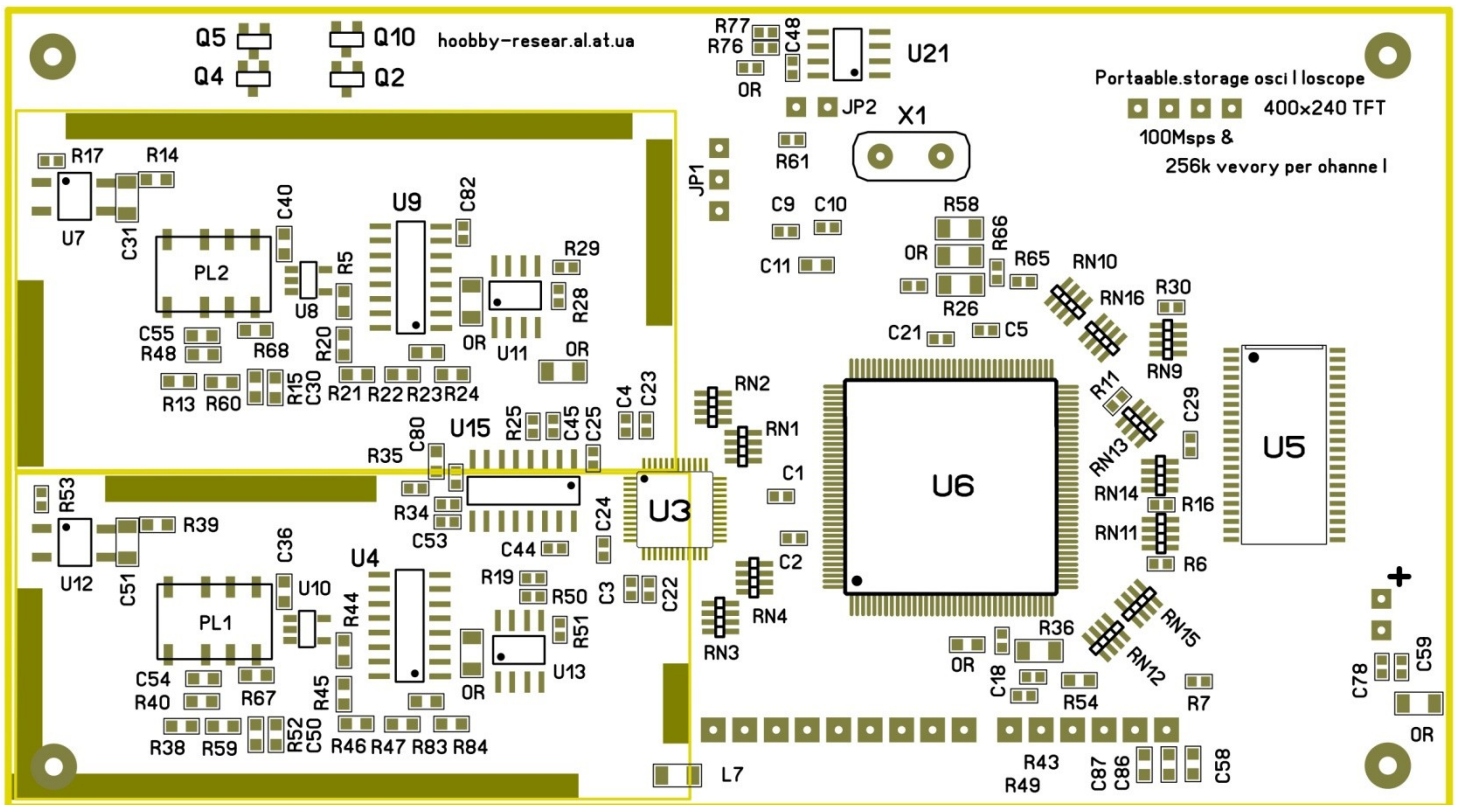 Q5
Q10
hoobby-resear.al.at.ua
Q4
Q2
R77
R76
C48
U21
OR
JP2
Portaable.storage osci l loscope
400x240 TFT
100Msps &
256k vevory per ohanne l
X1
R61
JP1
R17
R14
U7
C31
C40
U9
C82
PL2
R5
U8
R29
R28
C55
R48
R68
R20
OR
U11
OR
R13
R60
R15
C30
R21
R22
R23
R24
C9
C10
C11
R58
OR
R66
R65
R26
C21
C5
RN10
RN16
R30
RN9
R11
C29
RN13
U5
RN2
RN1
C4
C23
R25
C45
C25
U15
C80
R35
R34
C53
C44
C24
U3
C1
C2
U6
RN14
R16
RN11
R6
R53
R39
U12
C51
C36
U10
U4
R19
R50
C3
C22
RN4
RN3
PL1
R44
R51
C54
R40
R67
R45
OR
U13
R38
R59
R52
C50
R46
R47
R83
R84
L7
OR
C18
R36
R54
RN15
RN12
R7
+
C78
C59
OR
R43
R49
C87
C86
C58